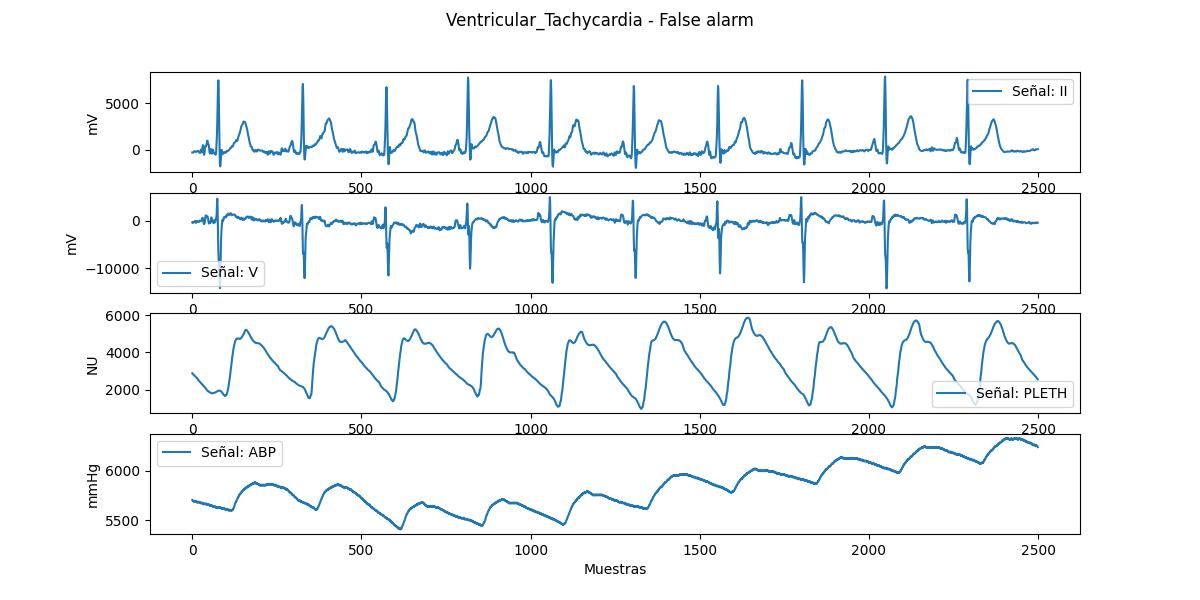 Ventricular_Tachycardia - False alarm
5000
0
mV
Señal: II
0 500 1000 1500 2000 2500
0
−10000
mV
Señal: V
0 500 1000 1500 2000 2500
6000
4000
2000
NU
Señal: PLETH
0 500 1000 1500 2000 2500
6000
5500
mmHg
Señal: ABP
0 500 1000 1500 2000 2500
Muestras